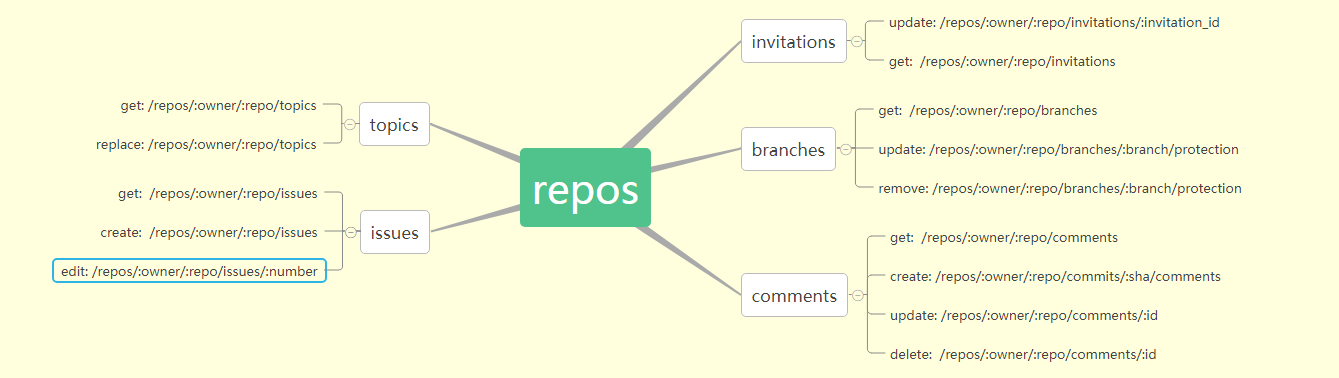 repos
invitations
update: /repos/:owner/:repo/invitations/:invitation_id
get: /repos/:owner/:repo/invitations
branches
get: /repos/:owner/:repo/branches
update: /repos/:owner/:repo/branches/:branch/protection
remove: /repos/:owner/:repo/branches/:branch/protection
comments
get: /repos/:owner/:repo/comments
create: /repos/:owner/:repo/commits/:sha/comments
update: /repos/:owner/:repo/comments/:id
delete: /repos/:owner/:repo/comments/:id
topics
get: /repos/:owner/:repo/topics
replace: /repos/:owner/:repo/topics
issues
get: /repos/:owner/:repo/issues
create: /repos/:owner/:repo/issues
edit: /repos/:owner/:repo/issues/:number